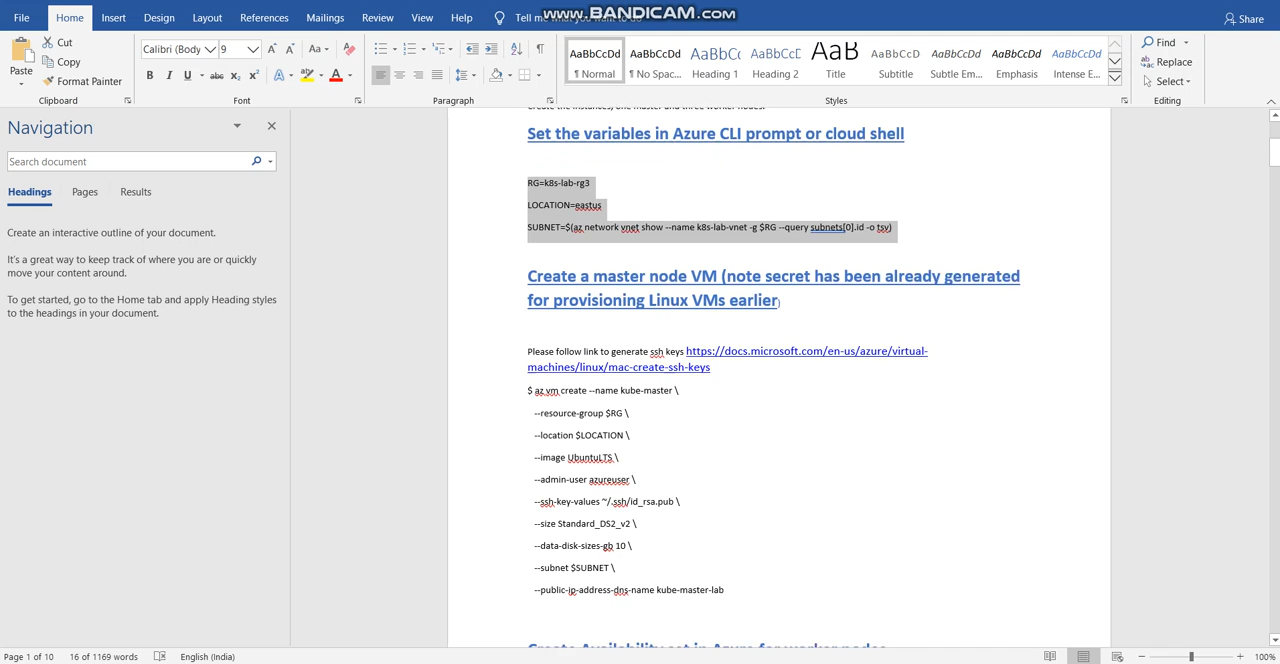 File Home Insert Design Layout References Mailings Review View Help Tell me what you want to do Share
www.BANDICAM.com
Paste Cut Copy Format Painter
Clipboard
Calibri (Body 9 Aa
B I U abc x₂ x² A A
Font
Paragraph
AaBbCcDd AaBbCcDd AaBbC( AaBbCcC AaB AaBbCcD AaBbCcDd AaBbCcDd AaBbCcDd
¶ Normal ¶ No Spac... Heading 1 Heading 2 Title Subtitle Subtle Em... Emphasis Intense E...
Styles
Find
Replace
Select
Editing
Navigation
Search document
Headings Pages Results
Create an interactive outline of your document.
It's a great way to keep track of where you are or quickly
move your content around.
To get started, go to the Home tab and apply Heading styles
to the headings in your document.
Create the instances, one master and three worker nodes.
Set the variables in Azure CLI prompt or cloud shell
RG=k8s-lab-rg3
LOCATION=eastus
SUBNET=$(az network vnet show --name k8s-lab-vnet -g $RG --query subnets[0].id -o tsv)
Create a master node VM (note secret has been already generated
for provisioning Linux VMs earlier)
Please follow link to generate ssh keys https://docs.microsoft.com/en-us/azure/virtual-
machines/linux/mac-create-ssh-keys
$ az vm create --name kube-master \
--resource-group $RG \
--location $LOCATION \
--image UbuntuLTS \
--admin-user azureuser \
--ssh-key-values ~/.ssh/id_rsa.pub \
--size Standard_DS2_v2 \
--data-disk-sizes-gb 10 \
--subnet $SUBNET \
--public-ip-address-dns-name kube-master-lab
Create Availability set in Azure for worker nodes
Page 1 of 10 16 of 1169 words English (India) 100%